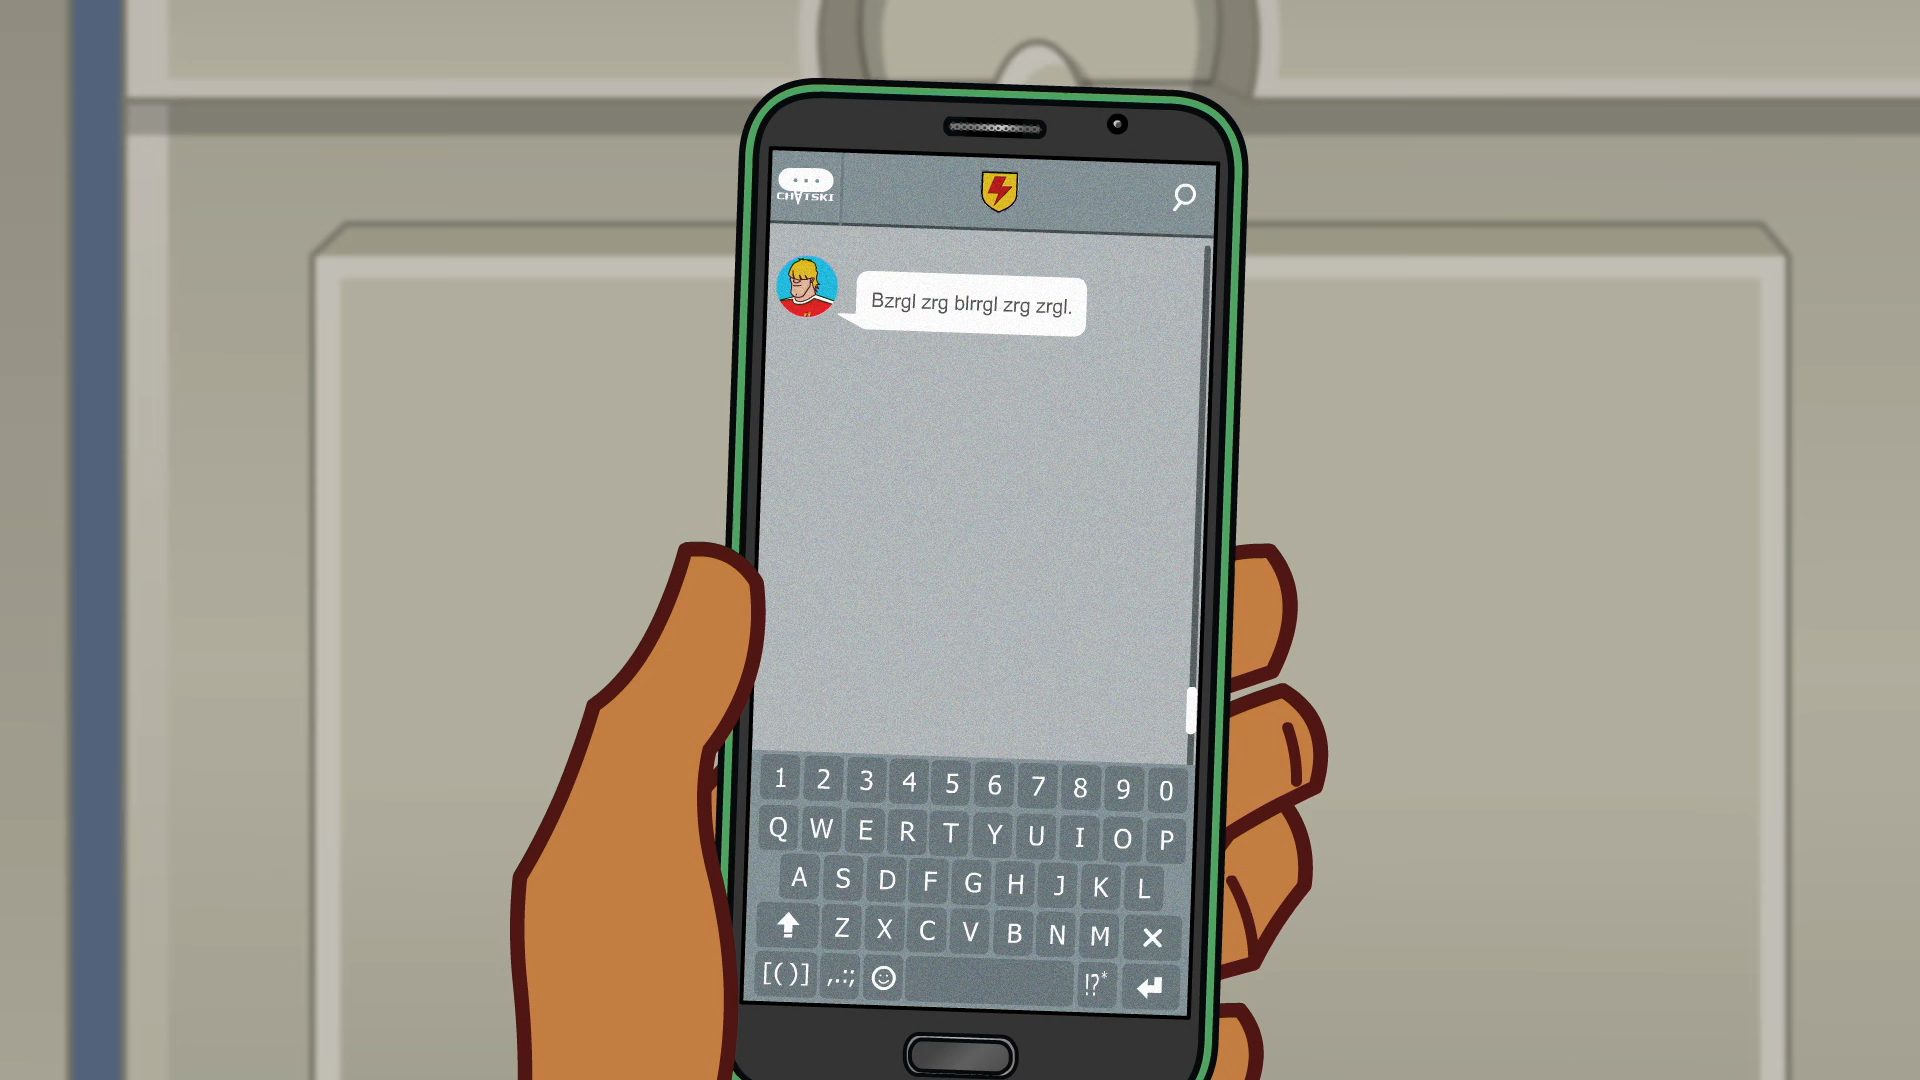 CHATSKI
Bzrgl zrg blrrgl zrg zrgl.
1 2 3 4 5 6 7 8 9 0
Q W E R T Y U I O P
A S D F G H J K L
Z X C V B N M
[()] ,.:; !?*